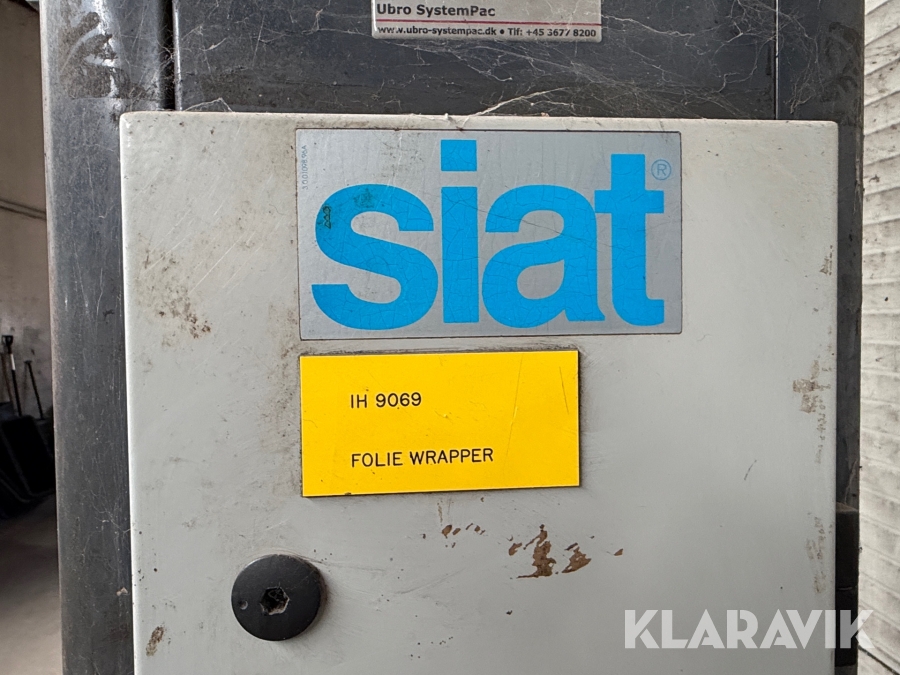 Ubro SystemPac
www.ubro-systempac.dk • Tlf: +45 3677 8200
siat®
IH 9069
FOLIE WRAPPER
KLARAVIK